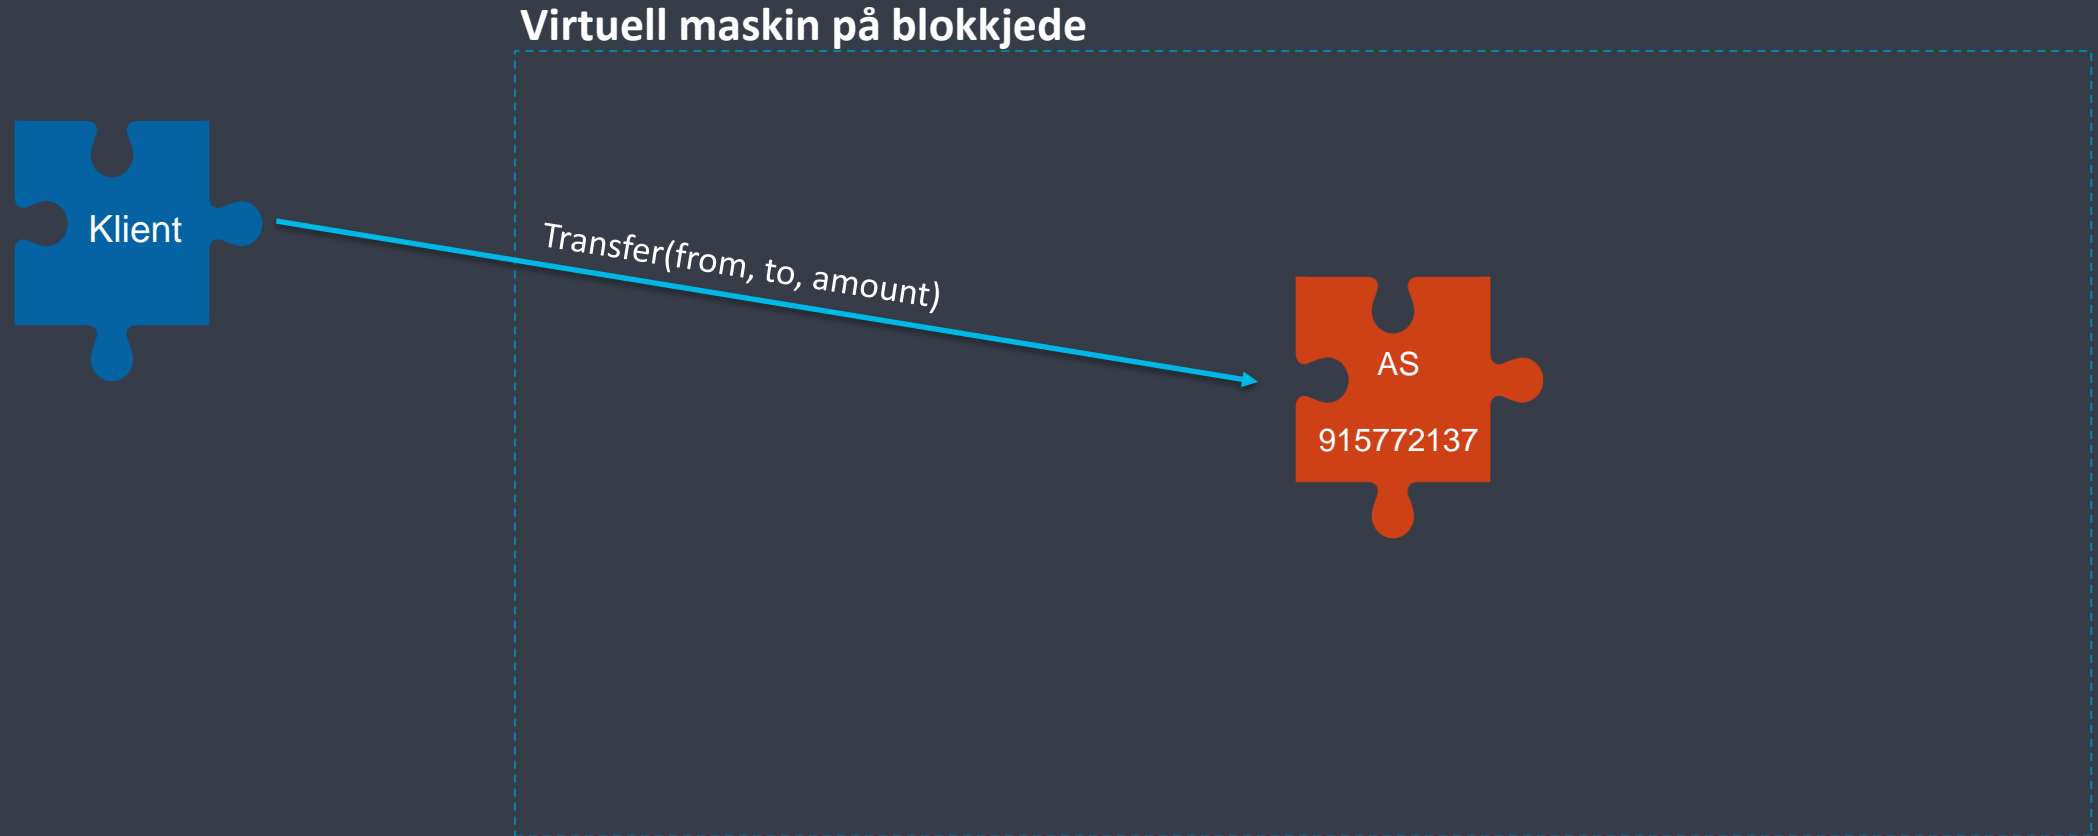 Virtuell maskin på blokkjede
Klient
Transfer(from, to, amount)
AS
915772137